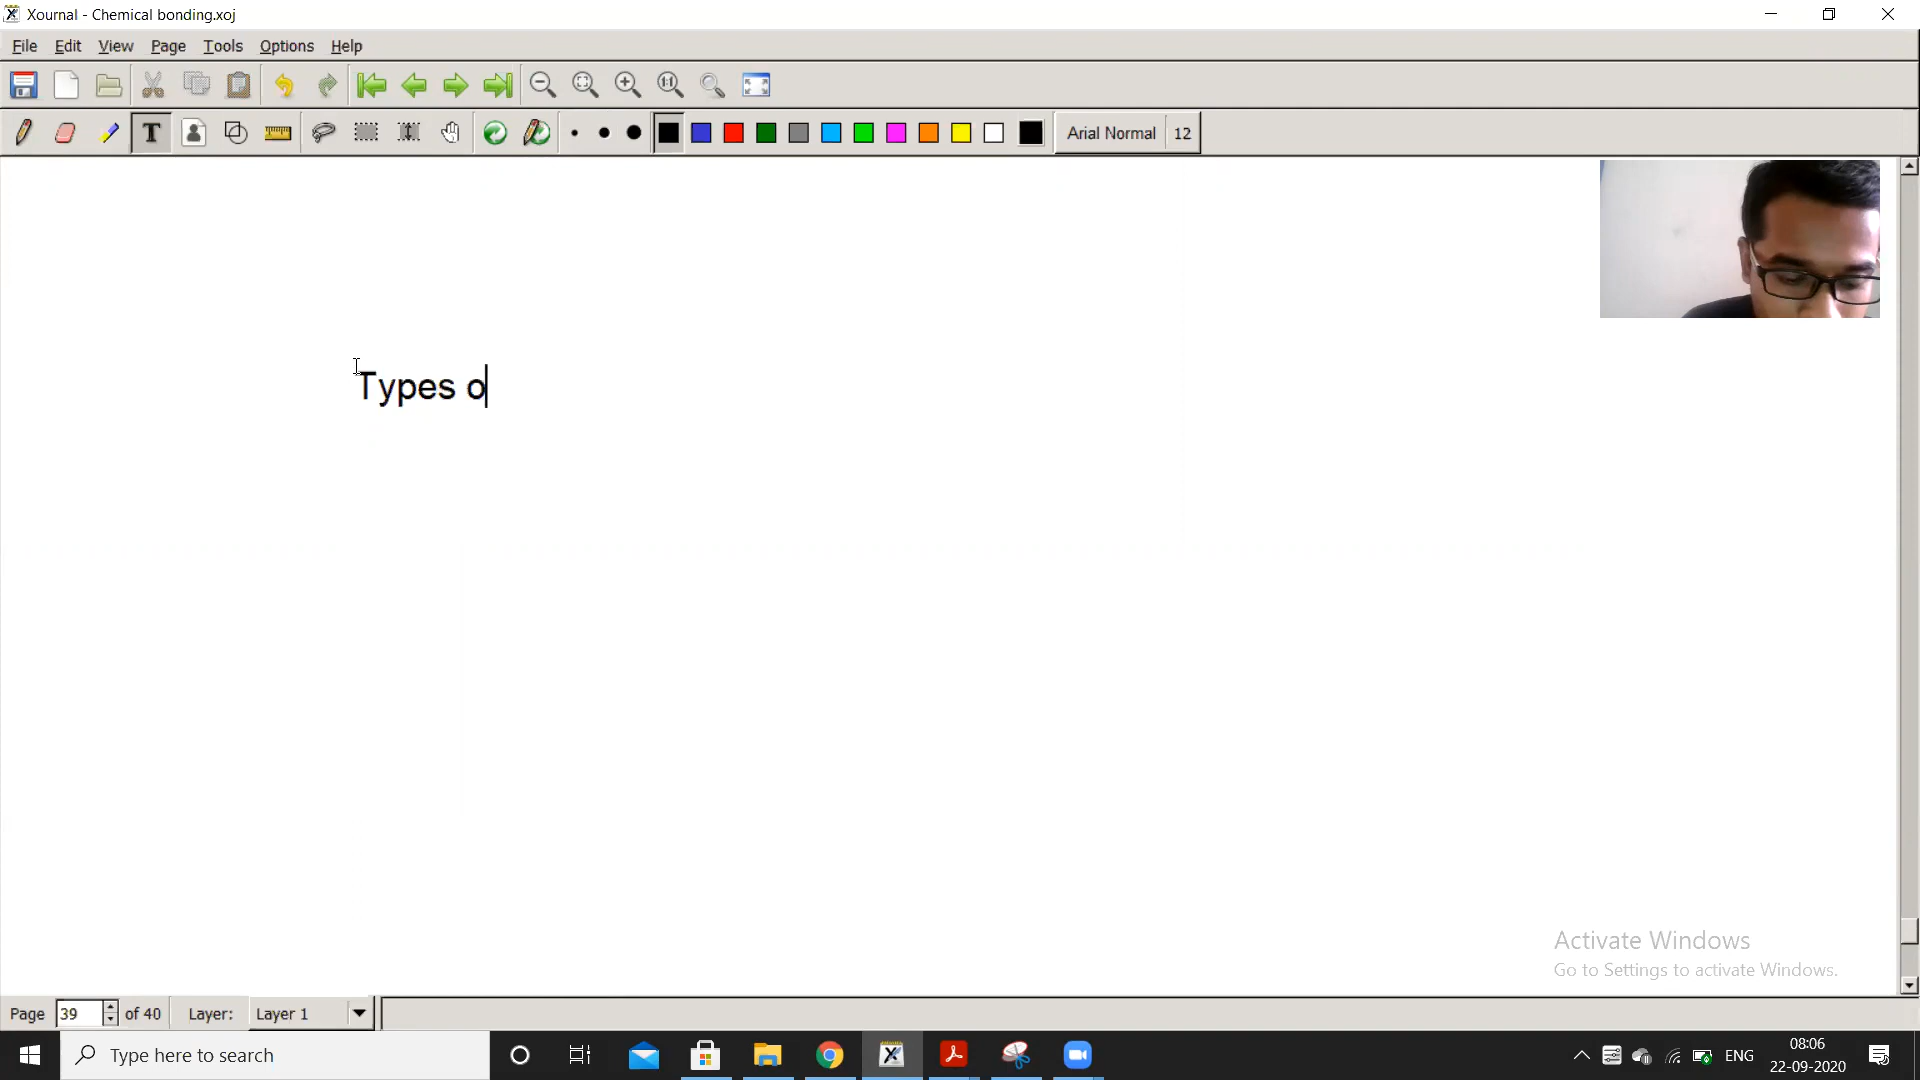 Xournal - Chemical bonding.xoj
File Edit View Page Tools Options Help
T 1:1 Arial Normal 12
Types o
Activate Windows
Go to Settings to activate Windows.
Page 39 of 40 Layer: Layer 1
Type here to search
ENG
08:06
22-09-2020